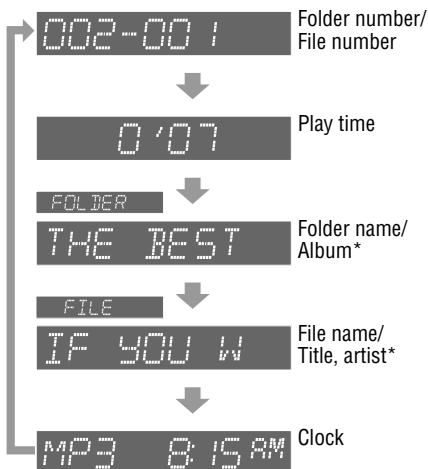 002-001
Folder number/
File number
0'07
Play time
FOLDER
THE BEST
Folder name/
Album*
FILE
IF YOU W
File name/
Title, artist*
MP3 8:15 AM
Clock